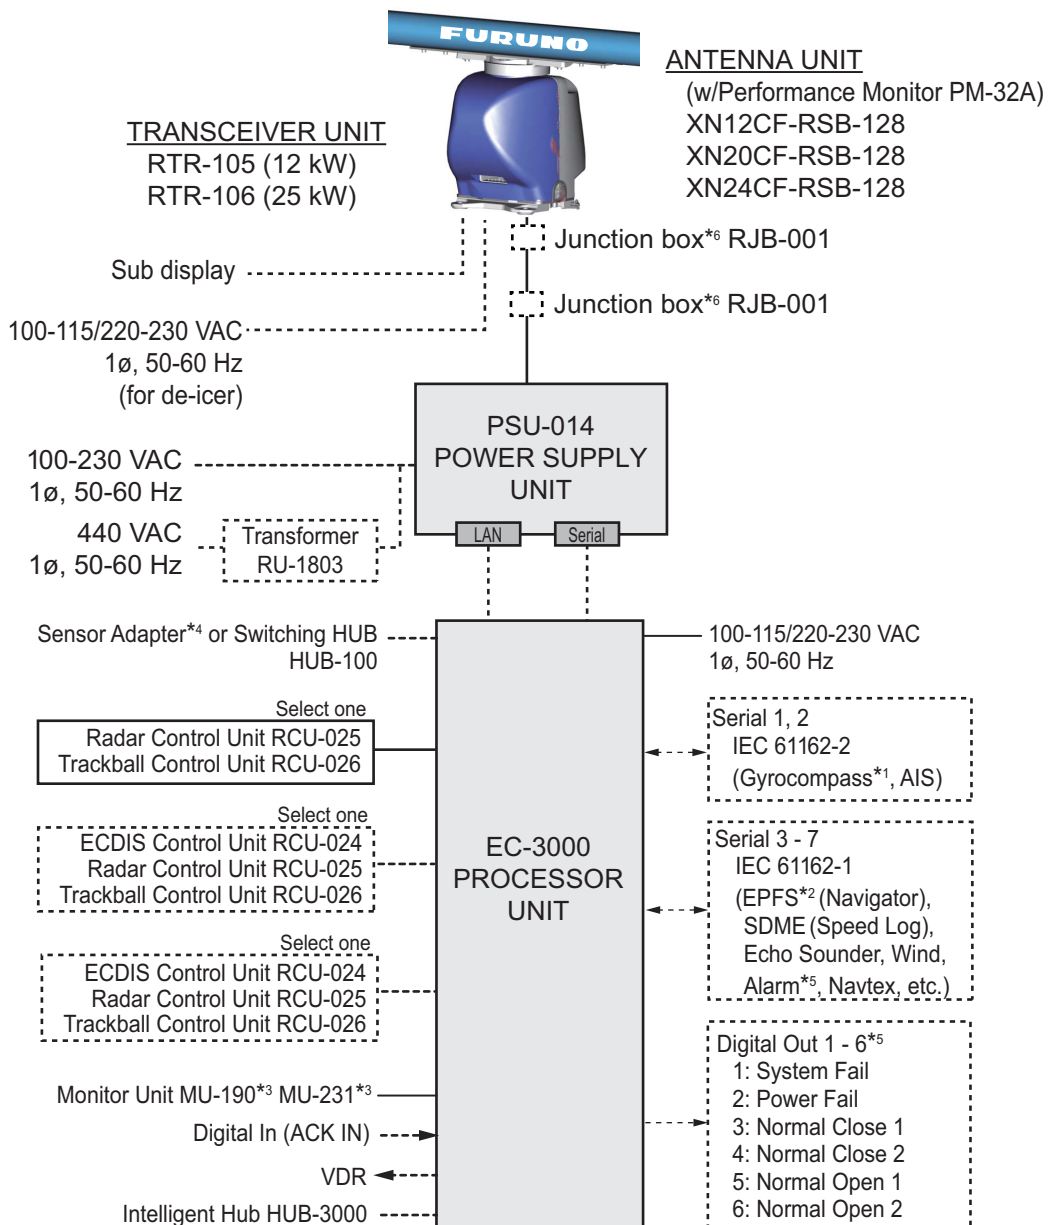 FURUNO
ANTENNA UNIT
(w/Performance Monitor PM-32A)
XN12CF-RSB-128
XN20CF-RSB-128
XN24CF-RSB-128
TRANSCEIVER UNIT
RTR-105 (12 kW)
RTR-106 (25 kW)
Junction box*6 RJB-001
Sub display
Junction box*6 RJB-001
100-115/220-230 VAC
1ø, 50-60 Hz
(for de-icer)
PSU-014
POWER SUPPLY
UNIT
100-230 VAC
1ø, 50-60 Hz
440 VAC
1ø, 50-60 Hz
Transformer
RU-1803
LAN
Serial
Sensor Adapter*4 or Switching HUB
HUB-100
100-115/220-230 VAC
1ø, 50-60 Hz
Select one
Radar Control Unit RCU-025
Trackball Control Unit RCU-026
Serial 1, 2
IEC 61162-2
(Gyrocompass*1, AIS)
Select one
ECDIS Control Unit RCU-024
Radar Control Unit RCU-025
Trackball Control Unit RCU-026
EC-3000
PROCESSOR
UNIT
Serial 3 - 7
IEC 61162-1
(EPFS*2 (Navigator),
SDME (Speed Log),
Echo Sounder, Wind,
Alarm*5, Navtex, etc.)
Select one
ECDIS Control Unit RCU-024
Radar Control Unit RCU-025
Trackball Control Unit RCU-026
Digital Out 1 - 6*5
1: System Fail
2: Power Fail
3: Normal Close 1
4: Normal Close 2
5: Normal Open 1
6: Normal Open 2
Monitor Unit MU-190*3 MU-231*3
Digital In (ACK IN)
VDR
Intelligent Hub HUB-3000